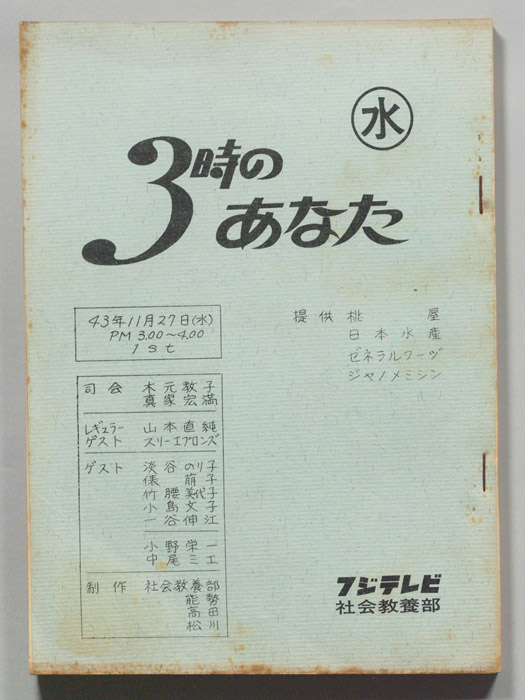 水
3時の
あなた
43年11月27日(水)
PM 3.00~4.00
1st
提供 桃屋
日本水産
ゼネラルフーヅ
ジャノメミシン
司会 木元教子
真家宏満
レギュラー 山本直純
ゲスト スリーエブロンズ
ゲスト 淡谷のり子
俵萠子
竹腰美代子
小島文子
一谷伸江
小野栄一
中尾ミエ
制作 社会教養部
能勢
高田
松川
フジテレビ
社会教養部